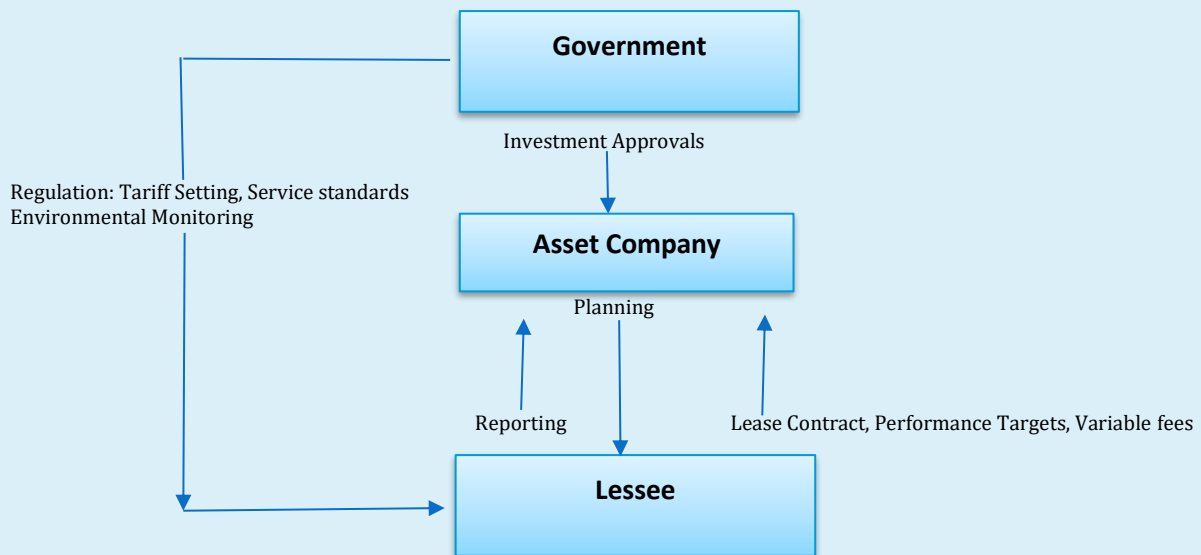 Government
Investment Approvals
Regulation: Tariff Setting, Service standards
Environmental Monitoring
Asset Company
Planning
Reporting
Lease Contract, Performance Targets, Variable fees
Lessee